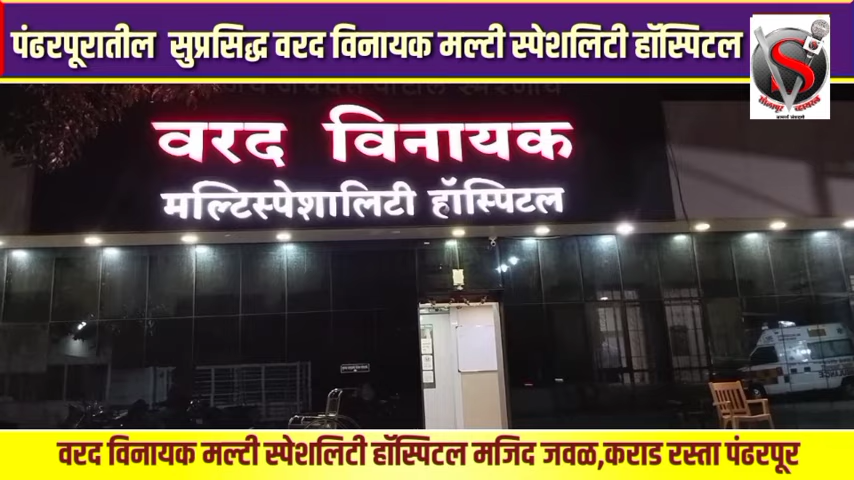 पंढरपूरातील सुप्रसिद्ध वरद विनायक मल्टी स्पेशलिटी हॉस्पिटल
वरद विनायक
मल्टिस्पेशालिटी हॉस्पिटल
वरद विनायक मल्टी स्पेशलिटी हॉस्पिटल मजिद जवळ,कराड रस्ता पंढरपूर